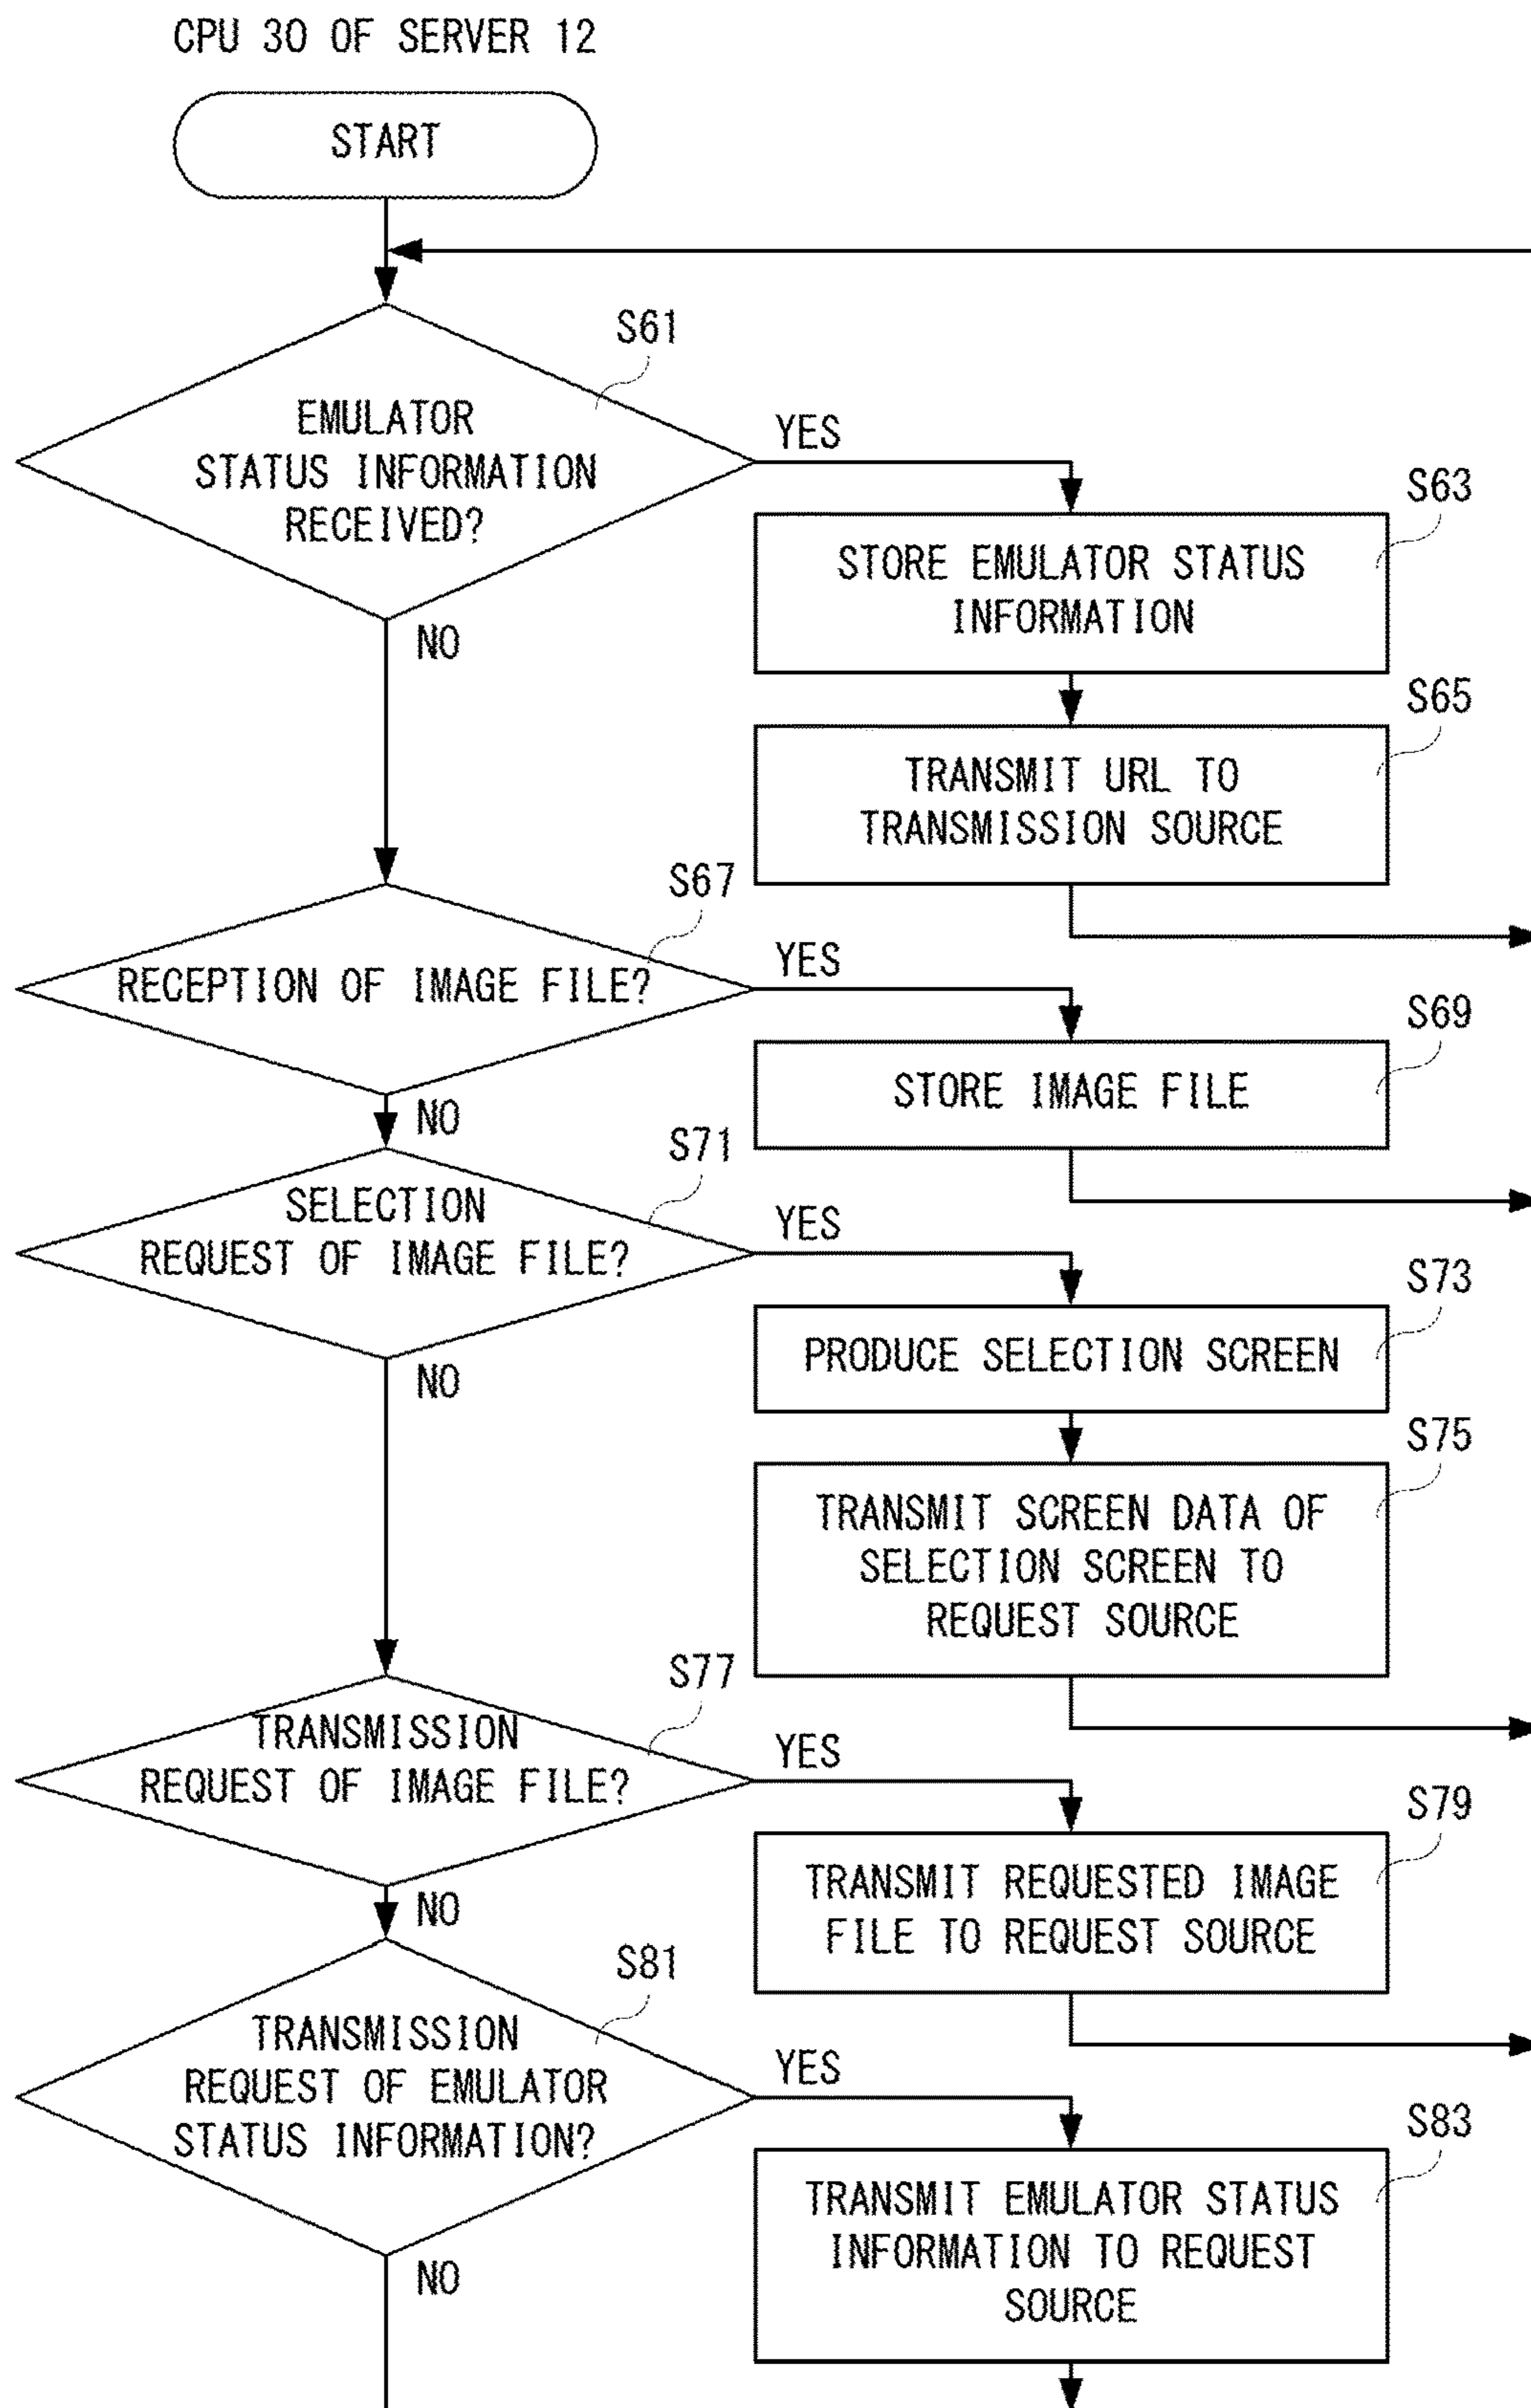 CPU 30 OF SERVER 12
START
S61
EMULATOR
STATUS INFORMATION
RECEIVED?
YES
NO
S63
STORE EMULATOR STATUS
INFORMATION
S65
TRANSMIT URL TO
TRANSMISSION SOURCE
S67
RECEPTION OF IMAGE FILE?
YES
NO
S69
STORE IMAGE FILE
S71
SELECTION
REQUEST OF IMAGE FILE?
YES
NO
S73
PRODUCE SELECTION SCREEN
S75
TRANSMIT SCREEN DATA OF
SELECTION SCREEN TO
REQUEST SOURCE
S77
TRANSMISSION
REQUEST OF IMAGE FILE?
YES
NO
S79
TRANSMIT REQUESTED IMAGE
FILE TO REQUEST SOURCE
S81
TRANSMISSION
REQUEST OF EMULATOR
STATUS INFORMATION?
YES
NO
S83
TRANSMIT EMULATOR STATUS
INFORMATION TO REQUEST
SOURCE